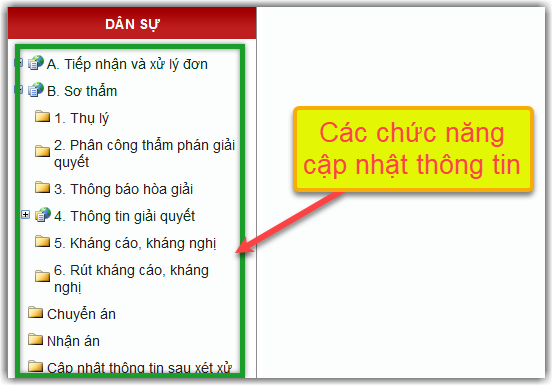 DÂN SỰ
A. Tiếp nhận và xử lý đơn
B. Sơ thẩm
1. Thụ lý
2. Phân công thẩm phán giải
quyết
3. Thông báo hòa giải
4. Thông tin giải quyết
5. Kháng cáo, kháng nghị
6. Rút kháng cáo, kháng
nghị
Chuyển án
Nhận án
Cập nhật thông tin sau xét xử
Các chức năng
cập nhật thông tin